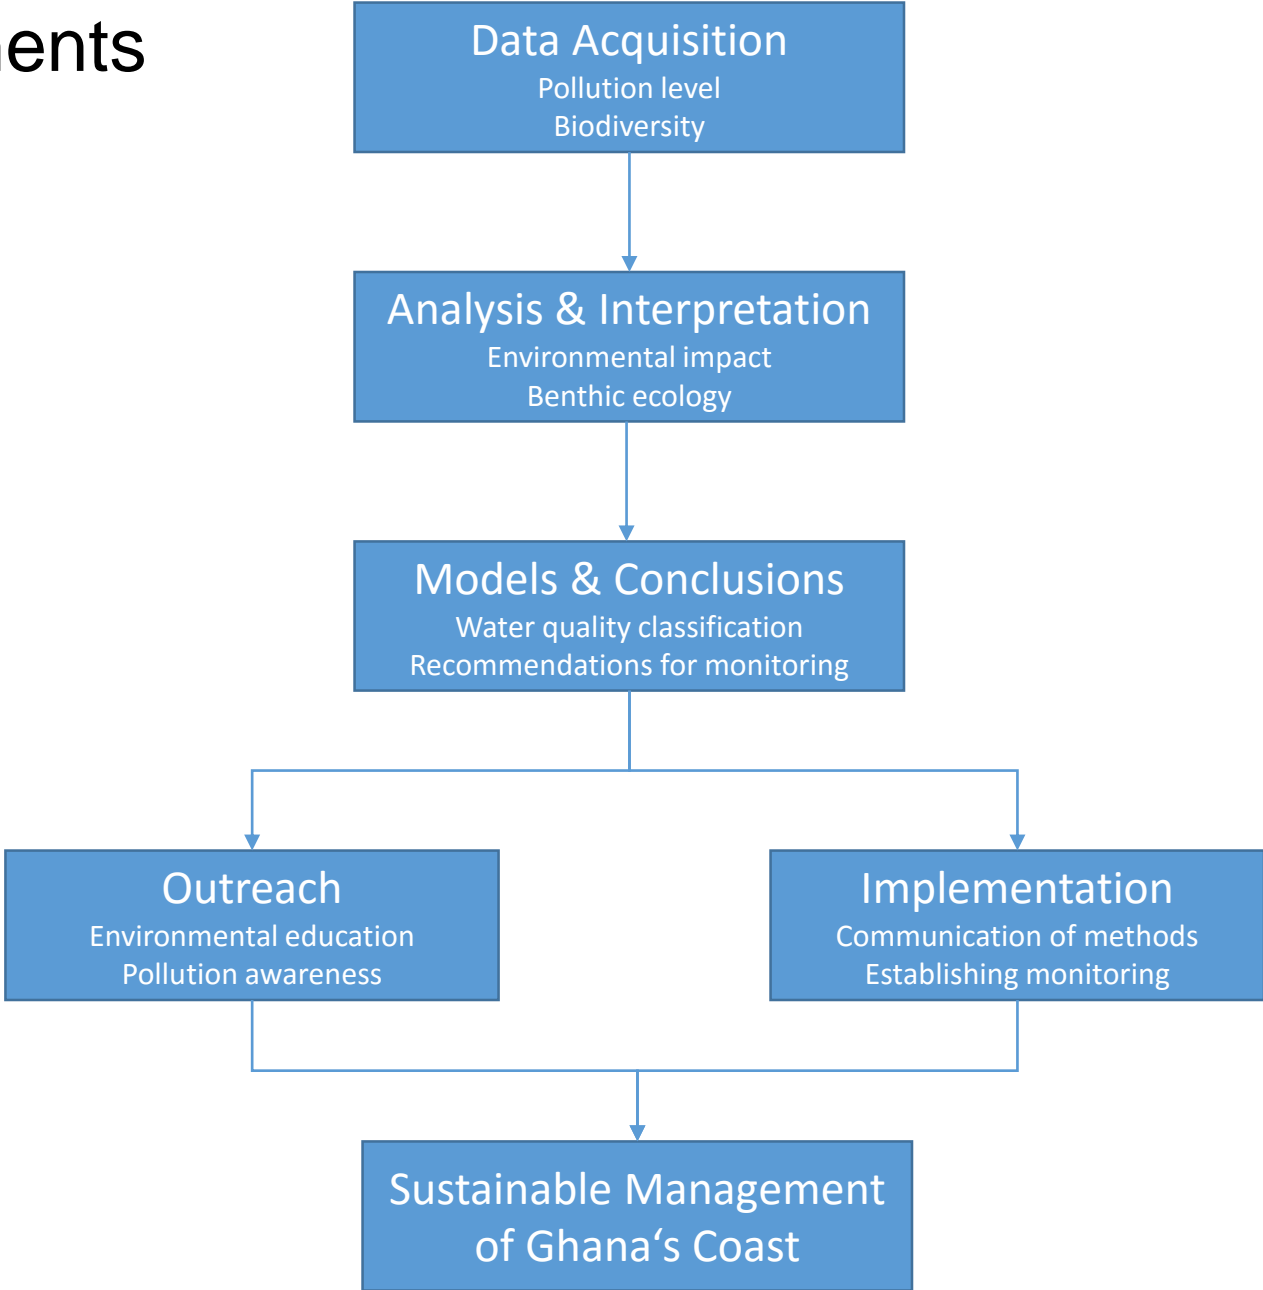 Data Acquisition
Pollution level
Biodiversity
Analysis & Interpretation
Environmental impact
Benthic ecology
Models & Conclusions
Water quality classification
Recommendations for monitoring
Outreach
Environmental education
Pollution awareness
Implementation
Communication of methods
Establishing monitoring
Sustainable Management
of Ghana‘s Coast